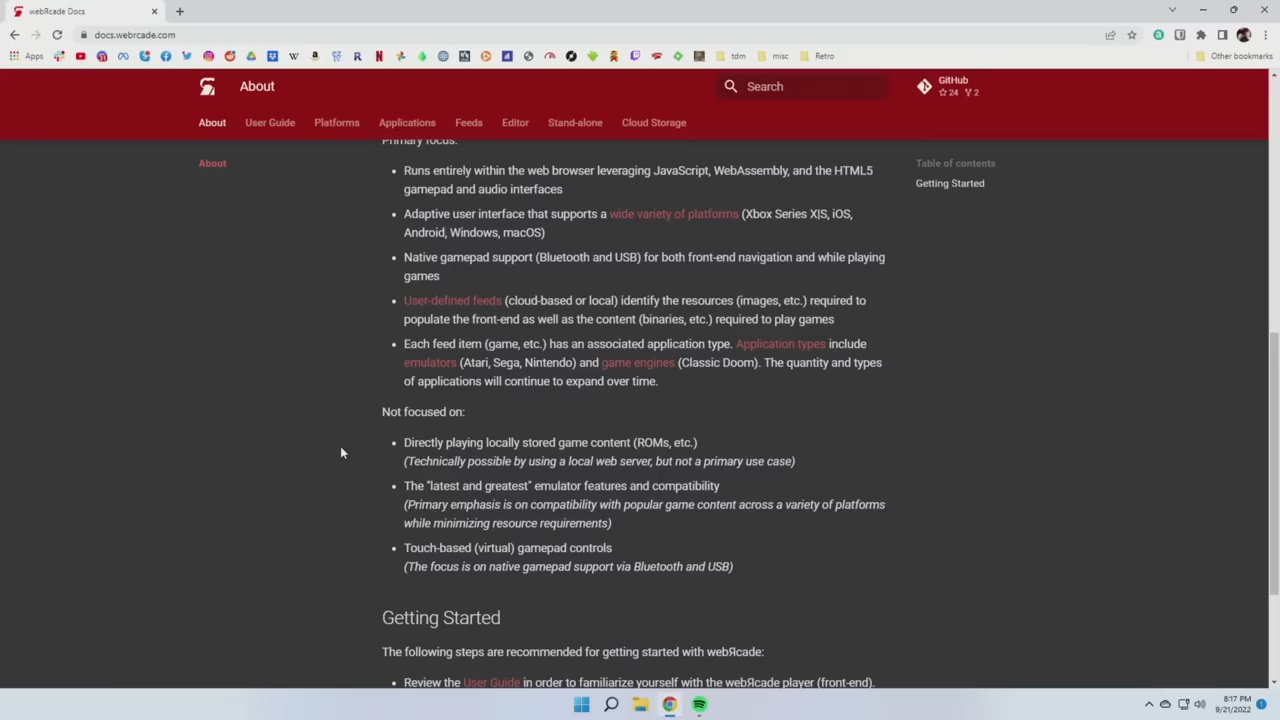 webЯcade Docs
docs.webrcade.com
Apps
tdm
misc
Retro
Other bookmarks
About
Search
GitHub
24 2
About
User Guide
Platforms
Applications
Feeds
Editor
Stand-alone
Cloud Storage
About
Table of contents
Getting Started
Primary focus:
Runs entirely within the web browser leveraging JavaScript, WebAssembly, and the HTML5
gamepad and audio interfaces
Adaptive user interface that supports a wide variety of platforms (Xbox Series X|S, iOS,
Android, Windows, macOS)
Native gamepad support (Bluetooth and USB) for both front-end navigation and while playing
games
User-defined feeds (cloud-based or local) identify the resources (images, etc.) required to
populate the front-end as well as the content (binaries, etc.) required to play games
Each feed item (game, etc.) has an associated application type. Application types include
emulators (Atari, Sega, Nintendo) and game engines (Classic Doom). The quantity and types
of applications will continue to expand over time.
Not focused on:
Directly playing locally stored game content (ROMs, etc.)
(Technically possible by using a local web server, but not a primary use case)
The "latest and greatest" emulator features and compatibility
(Primary emphasis is on compatibility with popular game content across a variety of platforms
while minimizing resource requirements)
Touch-based (virtual) gamepad controls
(The focus is on native gamepad support via Bluetooth and USB)
Getting Started
The following steps are recommended for getting started with webЯcade:
Review the User Guide in order to familiarize yourself with the webЯcade player (front-end).
8:17 PM
9/21/2022